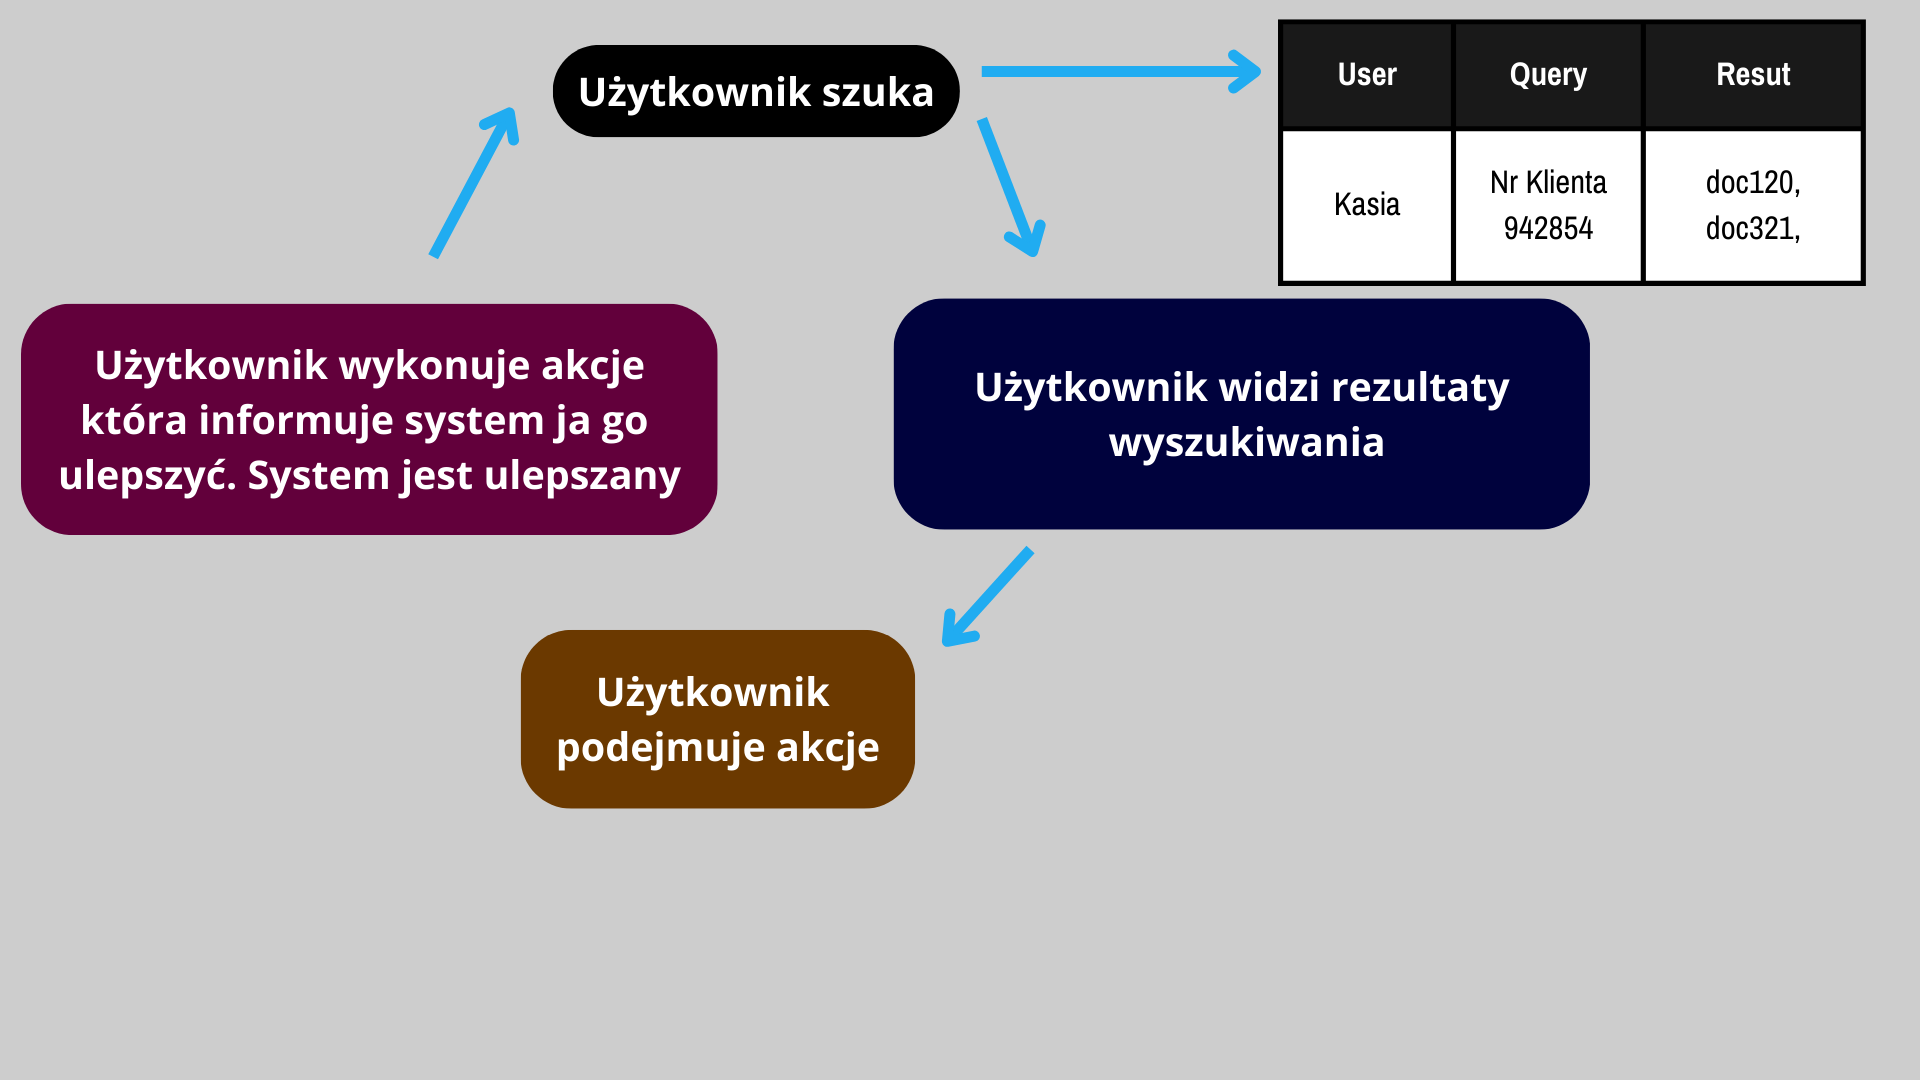 Użytkownik szuka
User
Query
Resut
Kasia
Nr Klienta
942854
doc120,
doc321,
Użytkownik wykonuje akcje
która informuje system ja go
ulepszyć. System jest ulepszany
Użytkownik widzi rezultaty
wyszukiwania
Użytkownik
podejmuje akcje